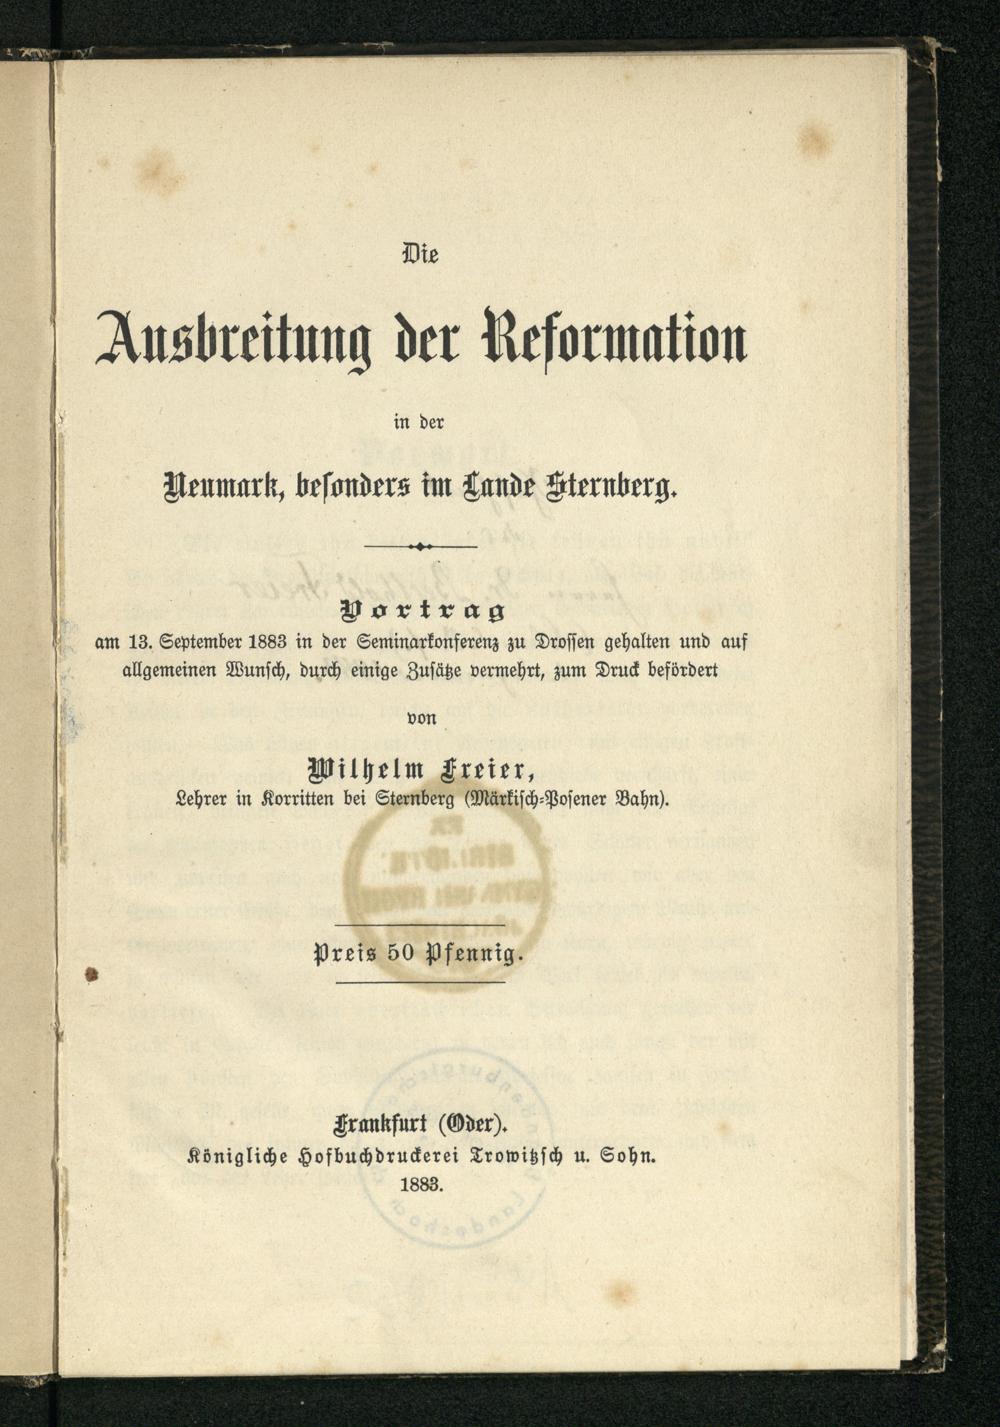 Die
Ausbreitung der Reformation
in der
Neumark, besonders im Lande Sternberg.
Vortrag
am 13. September 1883 in der Seminarkonferenz zu Drossen gehalten und auf
allgemeinen Wunsch, durch einige Zusätze vermehrt, zum Druck befördert
von
Wilhelm Freier,
Lehrer in Korritten bei Sternberg (Märkisch-Posener Bahn).
Preis 50 Pfennig.
Frankfurt (Oder).
Königliche Hofbuchdruckerei Trowitzsch u. Sohn.
1883.